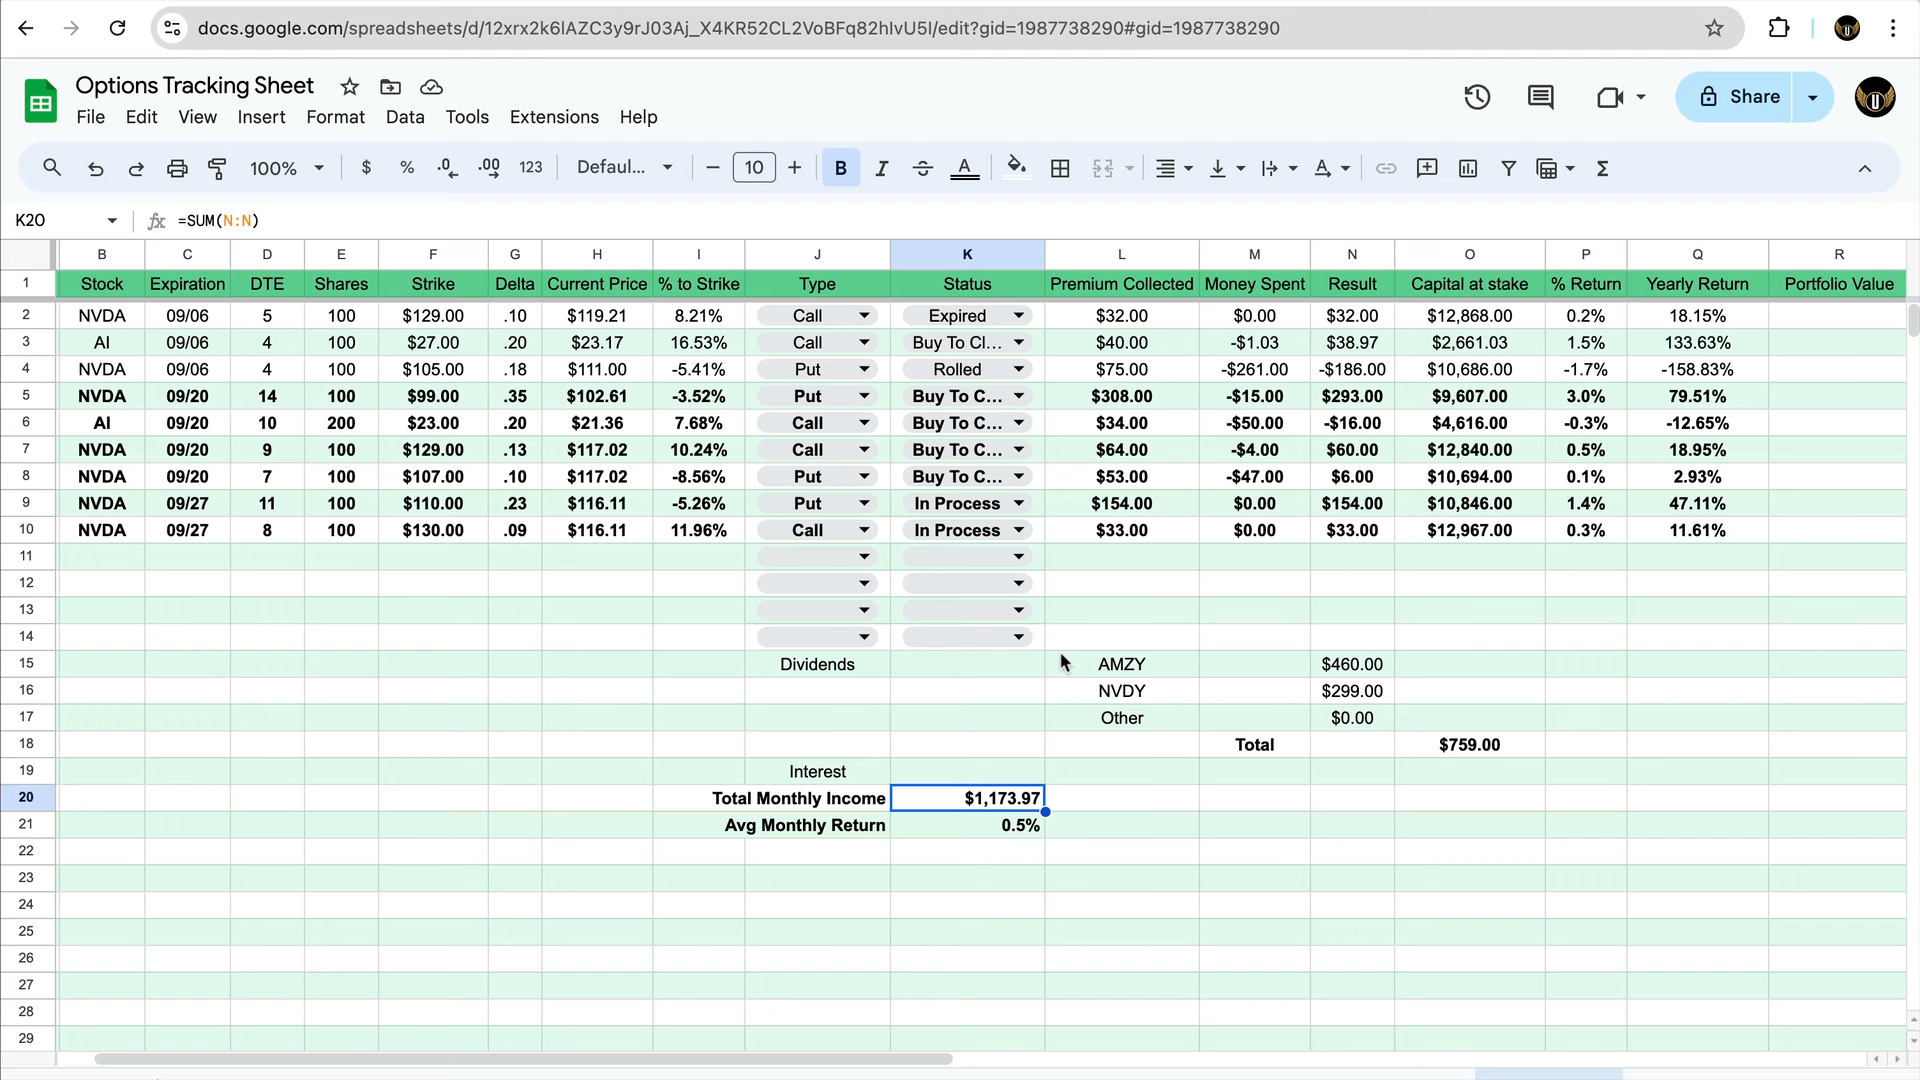 docs.google.com/spreadsheets/d/12xrx2k6lAZC3y9rJ03Aj_X4KR52CL2VoBFq82hIvU5I/edit?gid=1987738290#gid=1987738290
Options Tracking Sheet
File Edit View Insert Format Data Tools Extensions Help
Share
100% $ % .0 .00 123 Defaul... 10 B I
K20 fx =SUM(N:N)
B C D E F G H I J K L M N O P Q R
1 Stock Expiration DTE Shares Strike Delta Current Price % to Strike Type Status Premium Collected Money Spent Result Capital at stake % Return Yearly Return Portfolio Value
2 NVDA 09/06 5 100 $129.00 .10 $119.21 8.21% Call Expired $32.00 $0.00 $32.00 $12,868.00 0.2% 18.15%
3 AI 09/06 4 100 $27.00 .20 $23.17 16.53% Call Buy To Cl... $40.00 -$1.03 $38.97 $2,661.03 1.5% 133.63%
4 NVDA 09/06 4 100 $105.00 .18 $111.00 -5.41% Put Rolled $75.00 -$261.00 -$186.00 $10,686.00 -1.7% -158.83%
5 NVDA 09/20 14 100 $99.00 .35 $102.61 -3.52% Put Buy To C... $308.00 -$15.00 $293.00 $9,607.00 3.0% 79.51%
6 AI 09/20 10 200 $23.00 .20 $21.36 7.68% Call Buy To C... $34.00 -$50.00 -$16.00 $4,616.00 -0.3% -12.65%
7 NVDA 09/20 9 100 $129.00 .13 $117.02 10.24% Call Buy To C... $64.00 -$4.00 $60.00 $12,840.00 0.5% 18.95%
8 NVDA 09/20 7 100 $107.00 .10 $117.02 -8.56% Put Buy To C... $53.00 -$47.00 $6.00 $10,694.00 0.1% 2.93%
9 NVDA 09/27 11 100 $110.00 .23 $116.11 -5.26% Put In Process $154.00 $0.00 $154.00 $10,846.00 1.4% 47.11%
10 NVDA 09/27 8 100 $130.00 .09 $116.11 11.96% Call In Process $33.00 $0.00 $33.00 $12,967.00 0.3% 11.61%
11
12
13
14
15 Dividends AMZY $460.00
16 NVDY $299.00
17 Other $0.00
18 Total $759.00
19 Interest
20 Total Monthly Income $1,173.97
21 Avg Monthly Return 0.5%
22
23
24
25
26
27
28
29